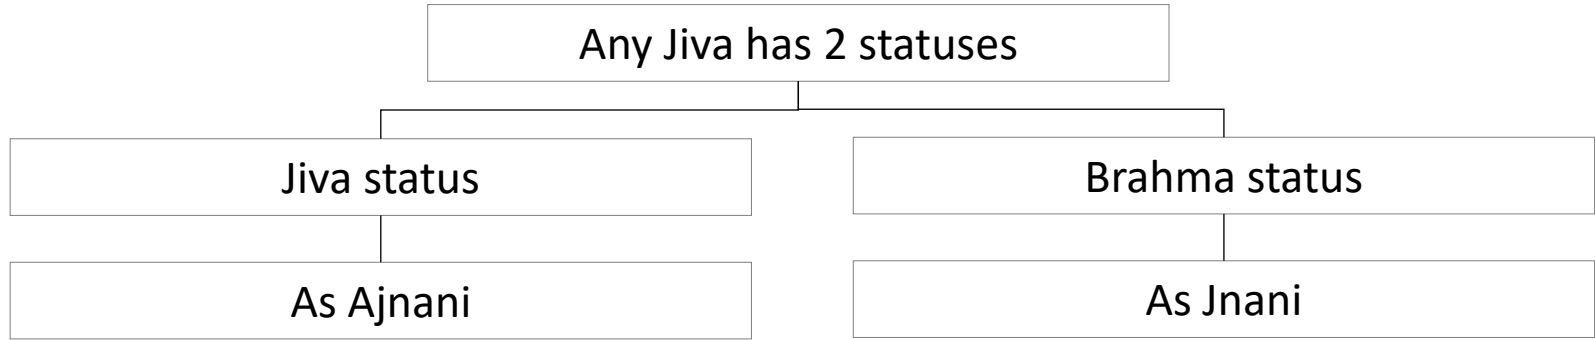 Any Jiva has 2 statuses
Jiva status
Brahma status
As Ajnani
As Jnani